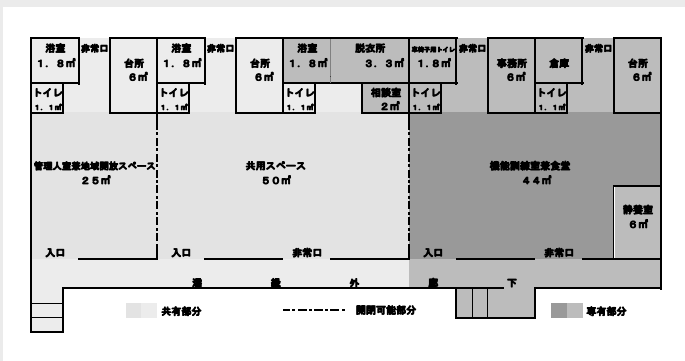 浴室 非常口 浴室 非常口 浴室 脱衣所 車椅子用トイレ 非常口 非常口
1.8㎡ 台所 1.8㎡ 台所 1.8㎡ 3.3㎡ 1.8㎡ 事務所 倉庫 台所
6㎡ 6㎡ 6㎡ 6㎡
トイレ トイレ トイレ 相談室 トイレ トイレ
1.1㎡ 1.1㎡ 1.1㎡ 2㎡ 1.1㎡ 1.1㎡
管理人室兼地域開放スペース 共用スペース 機能訓練室兼食堂
25㎡ 50㎡ 44㎡
静養室
6㎡
入口 入口 非常口 入口 非常口
外 廊 下
共有部分 開閉可能部分 専有部分